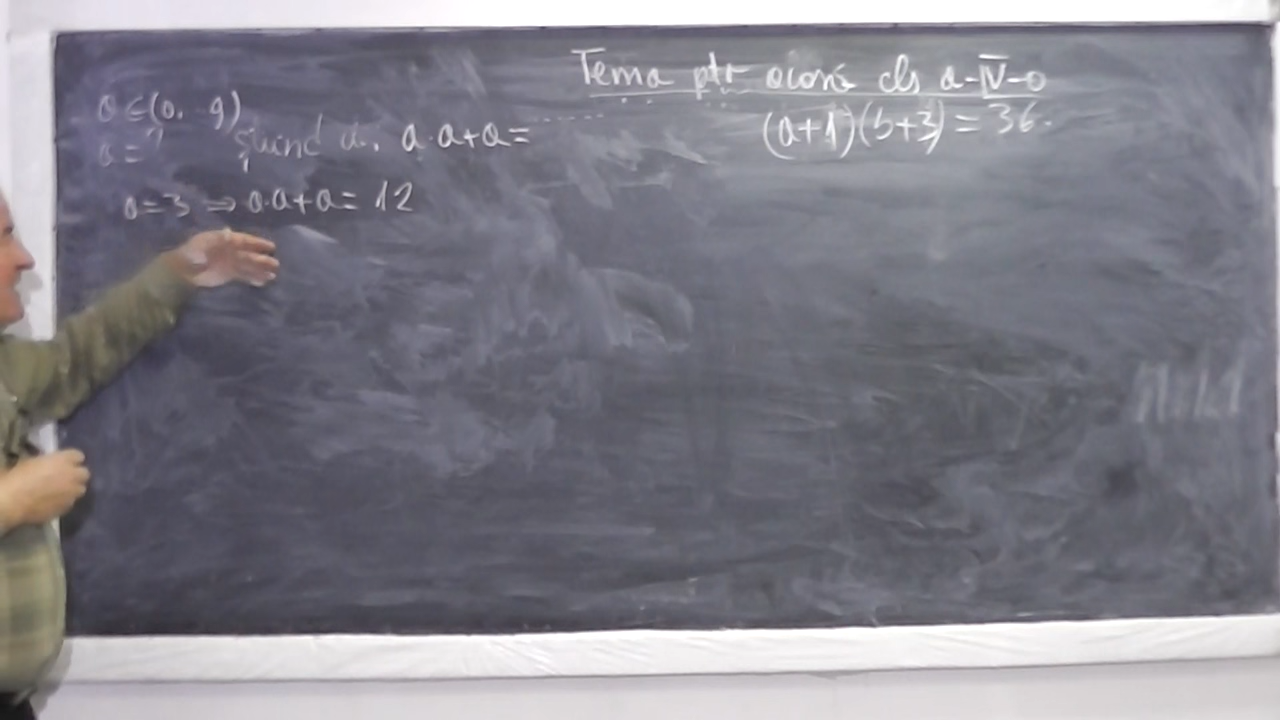 Tema ptr acasă cls a-IV-a
(a+1)(b+3) = 36.
a ∈ (0. 9)
a = ?
știind că. a·a+a =
a=3 ⇒ a·a+a = 12